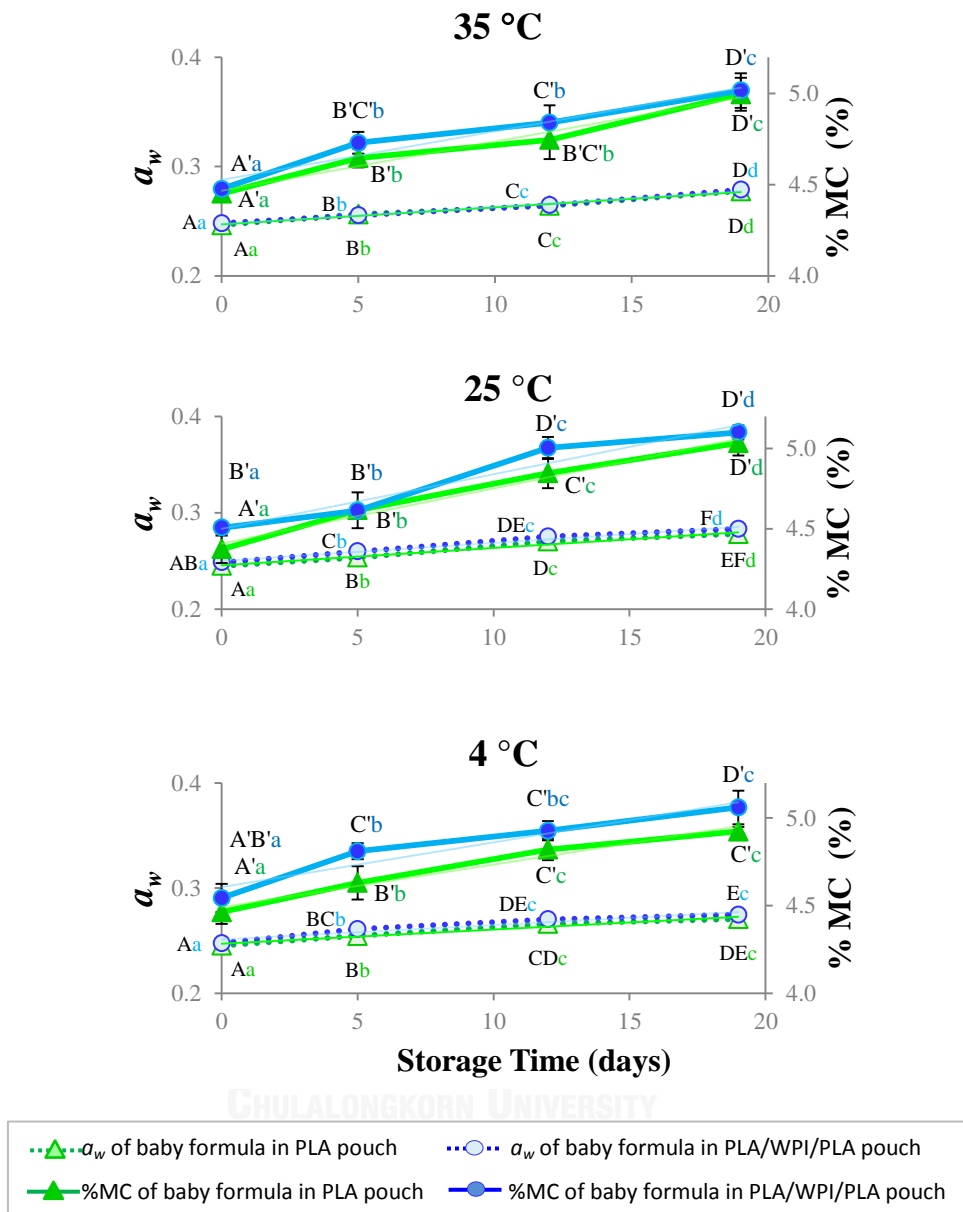 35 °C
0.4
D'c
B'C'b
C'b
5.0
A'a
D'c
0.3
B'b
B'C'b
Dd
4.5
A'a
Bb
Cc
Aa
Aa
Bb
Cc
Dd
0.2
4.0
0 5 10 15 20
a_w
% MC (%)
25 °C
0.4
D'd
D'c
B'a
B'b
5.0
A'a
C'c
D'd
0.3
B'b
Cb
DEc
Fd
4.5
ABa
Aa
Bb
Dc
EFd
0.2
4.0
0 5 10 15 20
a_w
% MC (%)
4 °C
0.4
D'c
C'b
C'bc
5.0
A'B'a
A'a
C'c
C'c
0.3
B'b
BCb
DEc
Ec
4.5
Aa
Aa
Bb
CDc
DEc
0.2
4.0
0 5 10 15 20
a_w
% MC (%)
Storage Time (days)
CHULALONGKORN UNIVERSITY
a_w of baby formula in PLA pouch
a_w of baby formula in PLA/WPI/PLA pouch
%MC of baby formula in PLA pouch
%MC of baby formula in PLA/WPI/PLA pouch